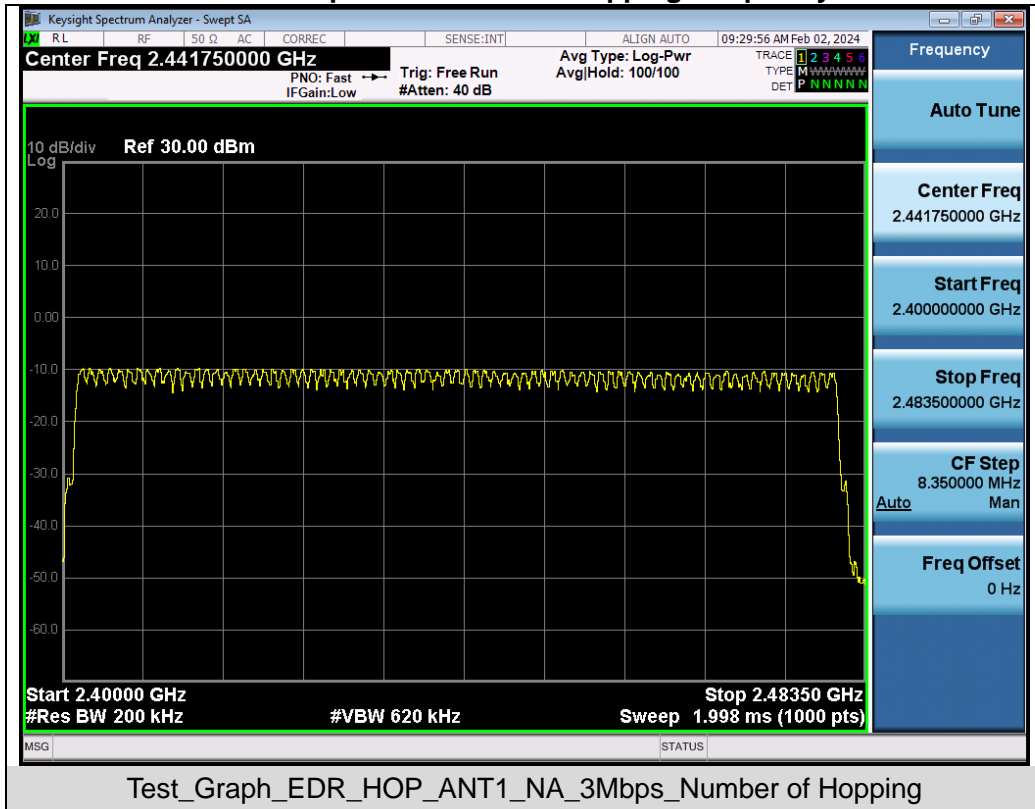 Keysight Spectrum Analyzer - Swept SA
LXI RL RF 50 Ω AC CORREC SENSE:INT ALIGN AUTO 09:29:56 AM Feb 02, 2024
Center Freq 2.441750000 GHz
PNO: Fast
IFGain:Low
Trig: Free Run
#Atten: 40 dB
Avg Type: Log-Pwr
Avg|Hold: 100/100
TRACE 1 2 3 4 5 6
TYPE M WWWWW
DET P N N N N N
10 dB/div Ref 30.00 dBm
Log
20.0
10.0
0.00
-10.0
-20.0
-30.0
-40.0
-50.0
-60.0
Start 2.40000 GHz Stop 2.48350 GHz
#Res BW 200 kHz #VBW 620 kHz Sweep 1.998 ms (1000 pts)
MSG STATUS
Frequency
Auto Tune
Center Freq
2.441750000 GHz
Start Freq
2.400000000 GHz
Stop Freq
2.483500000 GHz
CF Step
8.350000 MHz
Auto Man
Freq Offset
0 Hz
Test_Graph_EDR_HOP_ANT1_NA_3Mbps_Number of Hopping